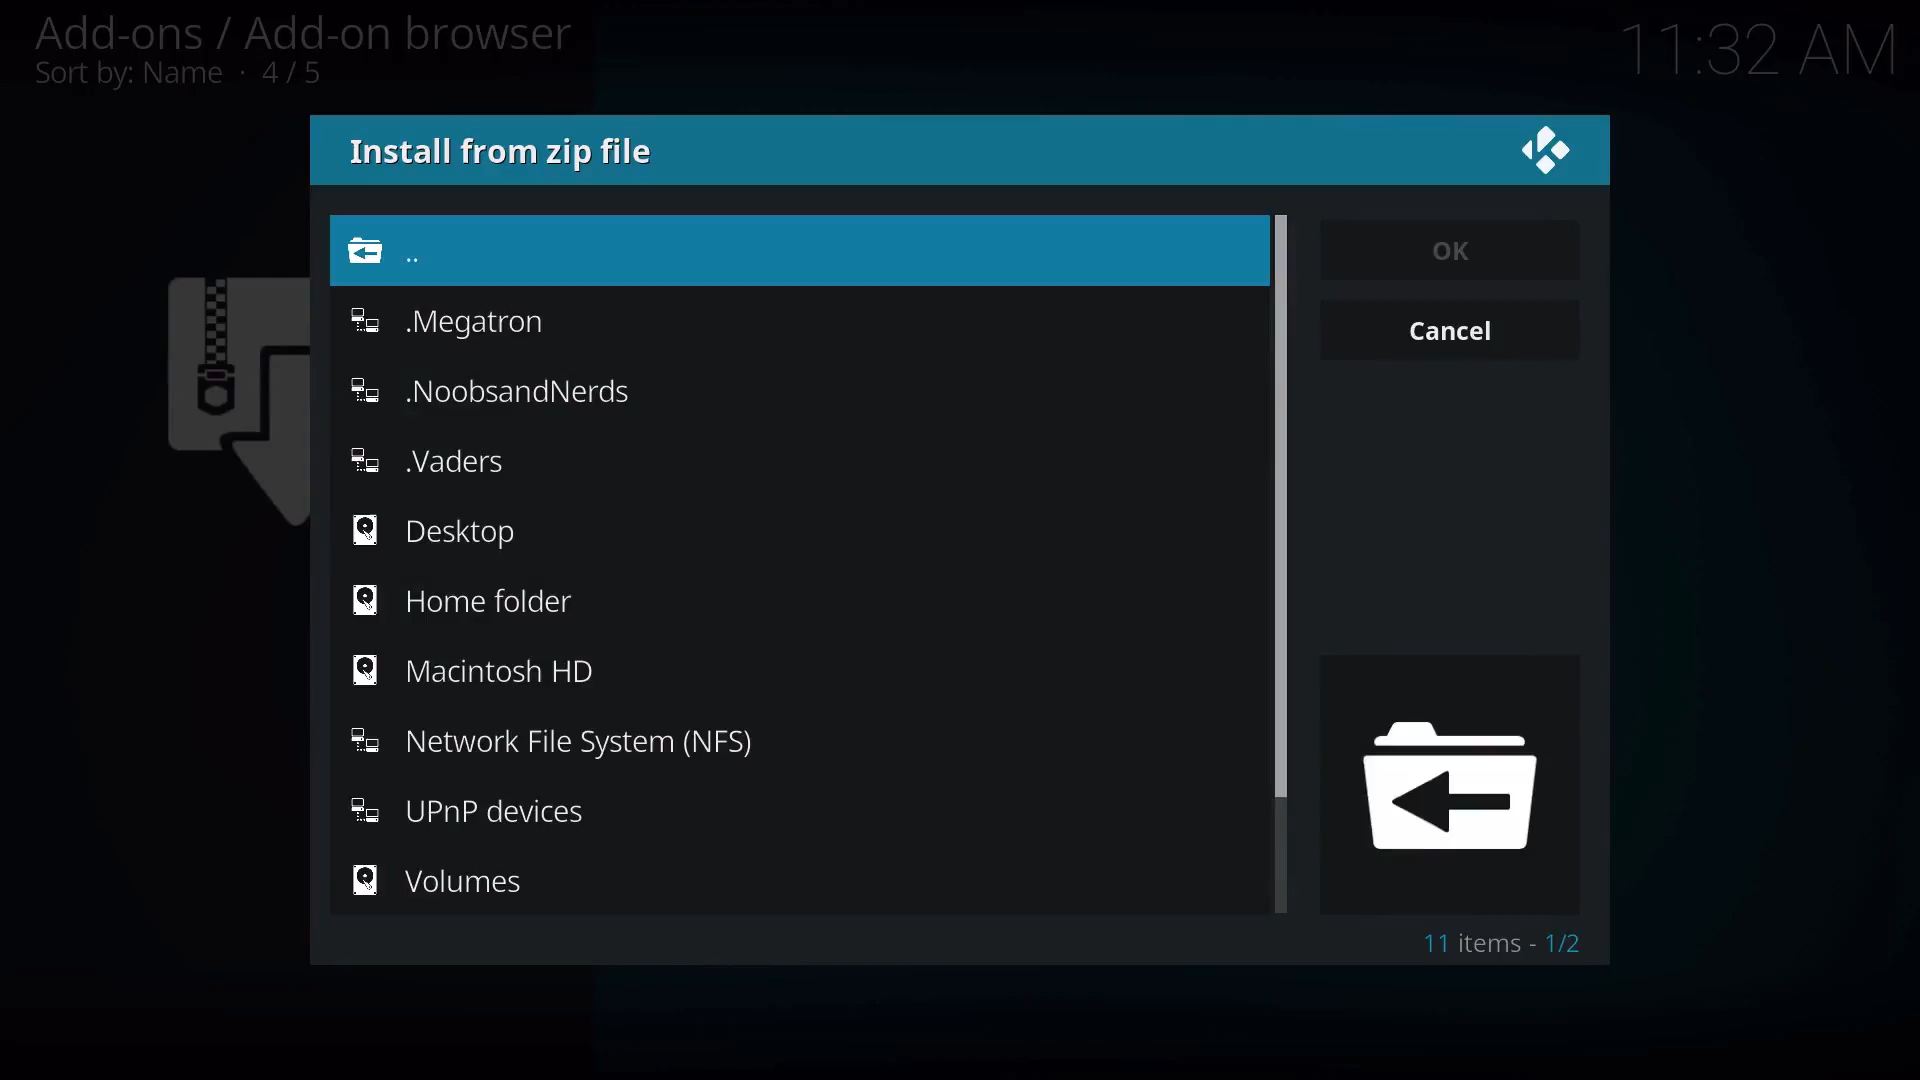 Add-ons / Add-on browser
Sort by: Name · 4 / 5
11:32 AM
Install from zip file
..
.Megatron
.NoobsandNerds
.Vaders
Desktop
Home folder
Macintosh HD
Network File System (NFS)
UPnP devices
Volumes
OK
Cancel
11 items - 1/2